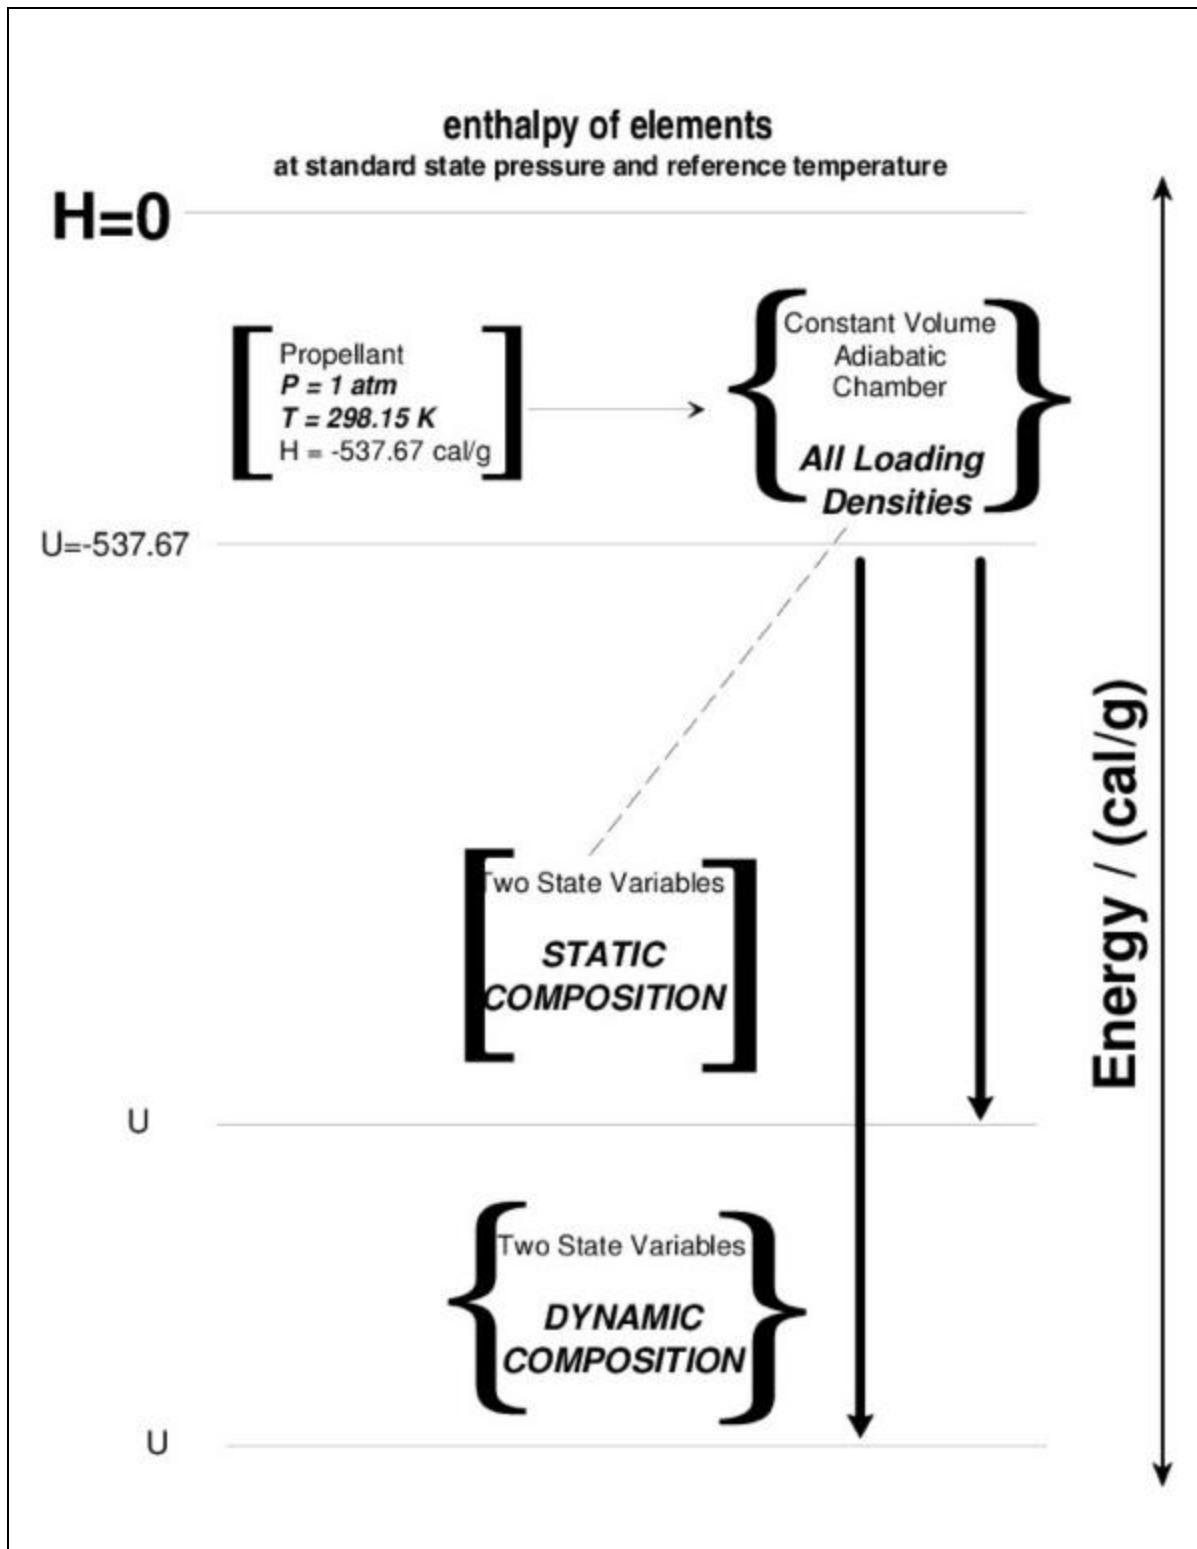 enthalpy of elements
at standard state pressure and reference temperature
H=0
Propellant
P = 1 atm
T = 298.15 K
H = -537.67 cal/g
Constant Volume
Adiabatic
Chamber
All Loading
Densities
U=-537.67
Two State Variables
STATIC
COMPOSITION
U
Two State Variables
DYNAMIC
COMPOSITION
U
Energy / (cal/g)